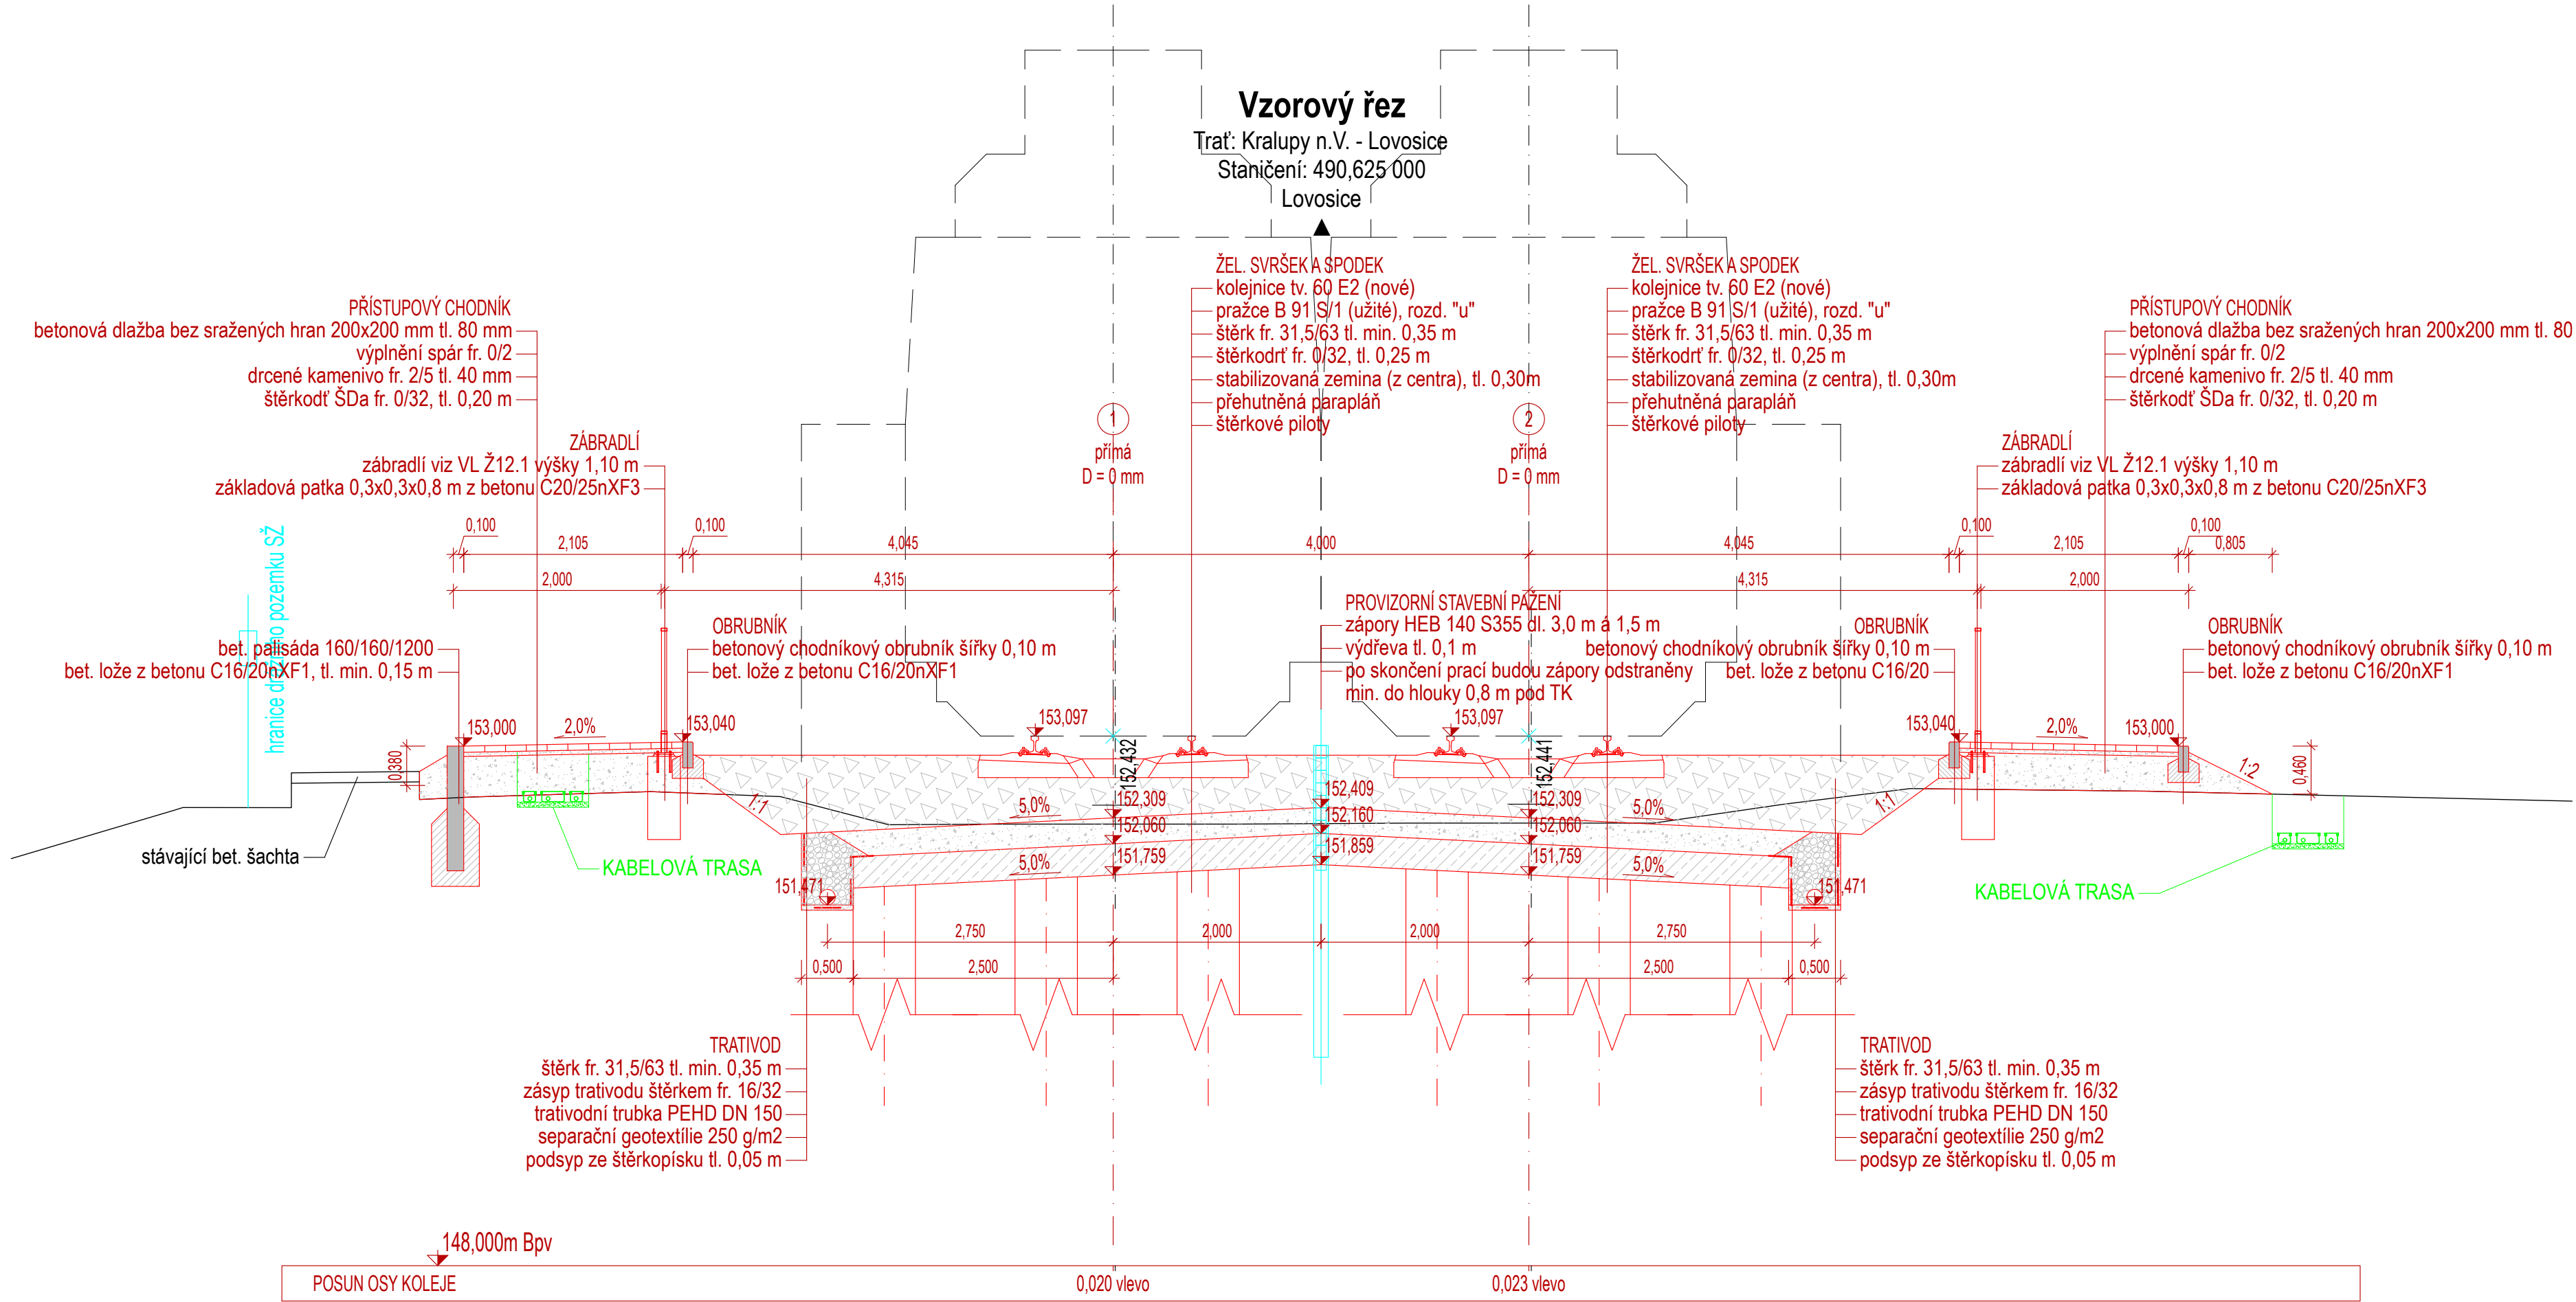 Vzorový řez
Trať: Kralupy n.V. - Lovosice
Staničení: 490,625 000
Lovosice
PŘÍSTUPOVÝ CHODNÍK
betonová dlažba bez sražených hran 200x200 mm tl. 80 mm
výplnění spár fr. 0/2
drcené kamenivo fr. 2/5 tl. 40 mm
štěrkodť ŠDa fr. 0/32, tl. 0,20 m
ŽEL. SVRŠEK A SPODEK
kolejnice tv. 60 E2 (nové)
pražce B 91 S/1 (užité), rozd. "u"
štěrk fr. 31,5/63 tl. min. 0,35 m
štěrkodrť fr. 0/32, tl. 0,25 m
stabilizovaná zemina (z centra), tl. 0,30m
přehutněná parapláň
štěrkové piloty
ŽEL. SVRŠEK A SPODEK
kolejnice tv. 60 E2 (nové)
pražce B 91 S/1 (užité), rozd. "u"
štěrk fr. 31,5/63 tl. min. 0,35 m
štěrkodrť fr. 0/32, tl. 0,25 m
stabilizovaná zemina (z centra), tl. 0,30m
přehutněná parapláň
štěrkové piloty
PŘÍSTUPOVÝ CHODNÍK
betonová dlažba bez sražených hran 200x200 mm tl. 80
výplnění spár fr. 0/2
drcené kamenivo fr. 2/5 tl. 40 mm
štěrkodť ŠDa fr. 0/32, tl. 0,20 m
1
přímá
D = 0 mm
2
přímá
D = 0 mm
ZÁBRADLÍ
zábradlí viz VL Ž12.1 výšky 1,10 m
základová patka 0,3x0,3x0,8 m z betonu C20/25nXF3
ZÁBRADLÍ
zábradlí viz VL Ž12.1 výšky 1,10 m
základová patka 0,3x0,3x0,8 m z betonu C20/25nXF3
hranice drážního pozemku SŽ
0,100
2,105
0,100
4,045
4,000
4,045
0,100
2,105
0,100
0,805
2,000
4,315
4,315
2,000
bet. palisáda 160/160/1200
bet. lože z betonu C16/20nXF1, tl. min. 0,15 m
OBRUBNÍK
betonový chodníkový obrubník šířky 0,10 m
bet. lože z betonu C16/20nXF1
PROVIZORNÍ STAVEBNÍ PAŽENÍ
zápory HEB 140 S355 dl. 3,0 m á 1,5 m
výdřeva tl. 0,1 m
po skončení prací budou zápory odstraněny
min. do hlouky 0,8 m pod TK
OBRUBNÍK
betonový chodníkový obrubník šířky 0,10 m
bet. lože z betonu C16/20
OBRUBNÍK
betonový chodníkový obrubník šířky 0,10 m
bet. lože z betonu C16/20nXF1
153,000
2,0%
153,040
153,097
153,097
153,040
2,0%
153,000
0,380
152,432
152,441
0,460
1:1
1:1
1:2
5,0%
152,309
152,409
152,309
5,0%
152,060
152,160
152,060
5,0%
151,759
151,859
151,759
5,0%
stávající bet. šachta
KABELOVÁ TRASA
151,471
151,471
KABELOVÁ TRASA
2,750
2,000
2,000
2,750
0,500
2,500
2,500
0,500
TRATIVOD
štěrk fr. 31,5/63 tl. min. 0,35 m
zásyp trativodu štěrkem fr. 16/32
trativodní trubka PEHD DN 150
separační geotextílie 250 g/m2
podsyp ze štěrkopísku tl. 0,05 m
TRATIVOD
štěrk fr. 31,5/63 tl. min. 0,35 m
zásyp trativodu štěrkem fr. 16/32
trativodní trubka PEHD DN 150
separační geotextílie 250 g/m2
podsyp ze štěrkopísku tl. 0,05 m
148,000m Bpv
POSUN OSY KOLEJE
0,020 vlevo
0,023 vlevo